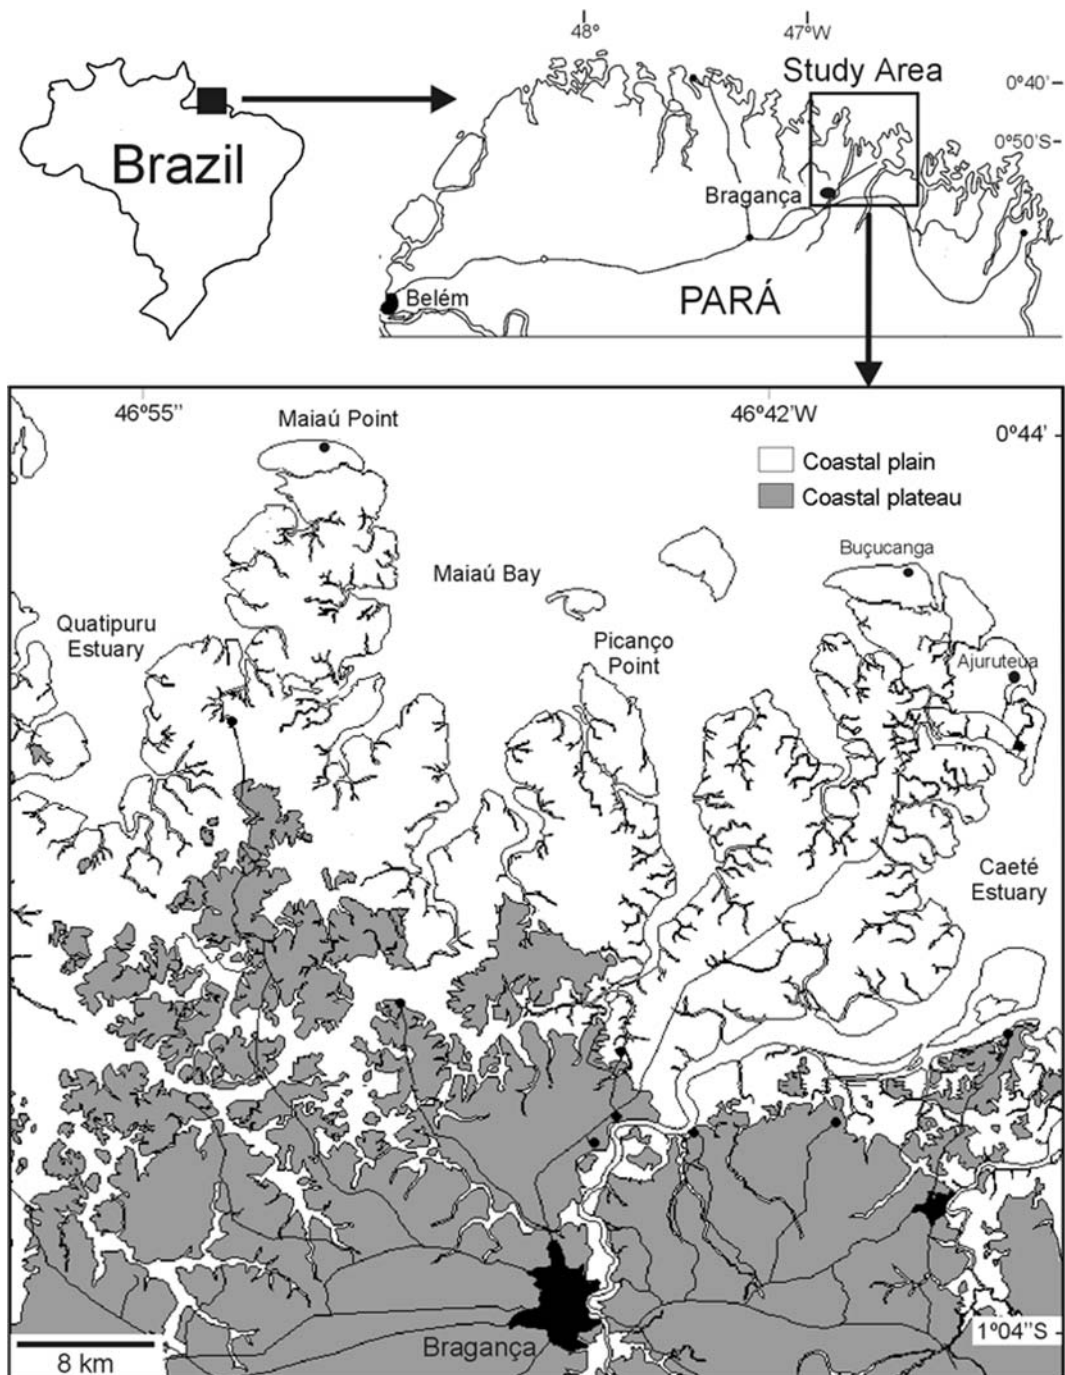 48°
47°W
Study Area
0°40'
0°50'S
Brazil
Bragança
Belém
PARÁ
46°55"
46°42'W
0°44'
Maiaú Point
Coastal plain
Coastal plateau
Buçucanga
Maiaú Bay
Quatipuru
Estuary
Picanço
Point
Ajuruteua
Caeté
Estuary
Bragança
8 km
1°04"S